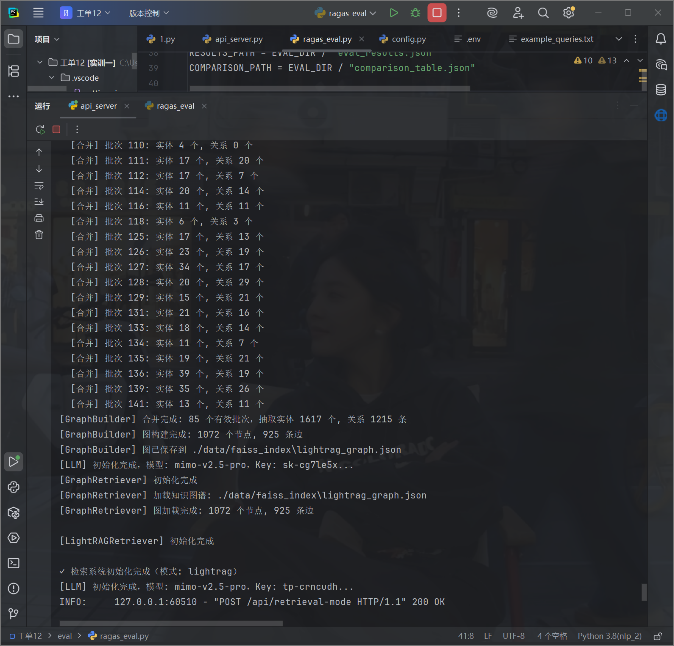 工单12 版本控制 ragas_eval
项目 1.py api_server.py ragas_eval.py config.py .env example_queries.txt
工单12 [实训一]
.vscode
RESULTS_PATH = EVAL_DIR / "eval_results.json"
39 COMPARISON_PATH = EVAL_DIR / "comparison_table.json"
40
10 13
运行 api_server ragas_eval
[合并] 批次 110: 实体 4 个, 关系 0 个
[合并] 批次 111: 实体 17 个, 关系 20 个
[合并] 批次 112: 实体 17 个, 关系 7 个
[合并] 批次 114: 实体 20 个, 关系 14 个
[合并] 批次 116: 实体 11 个, 关系 11 个
[合并] 批次 118: 实体 6 个, 关系 3 个
[合并] 批次 125: 实体 17 个, 关系 13 个
[合并] 批次 126: 实体 23 个, 关系 19 个
[合并] 批次 127: 实体 34 个, 关系 17 个
[合并] 批次 128: 实体 20 个, 关系 29 个
[合并] 批次 129: 实体 15 个, 关系 21 个
[合并] 批次 131: 实体 21 个, 关系 16 个
[合并] 批次 133: 实体 18 个, 关系 14 个
[合并] 批次 134: 实体 11 个, 关系 7 个
[合并] 批次 135: 实体 19 个, 关系 21 个
[合并] 批次 136: 实体 39 个, 关系 19 个
[合并] 批次 139: 实体 35 个, 关系 26 个
[合并] 批次 141: 实体 13 个, 关系 11 个
[GraphBuilder] 合并完成: 85 个有效批次, 抽取实体 1617 个, 关系 1215 条
[GraphBuilder] 图构建完成: 1072 个节点, 925 条边
[GraphBuilder] 图已保存到 ./data/faiss_index\lightrag_graph.json
[LLM] 初始化完成，模型: mimo-v2.5-pro，Key: sk-cg7le5x...
[GraphRetriever] 初始化完成
[GraphRetriever] 加载知识图谱: ./data/faiss_index\lightrag_graph.json
[GraphRetriever] 图加载完成: 1072 个节点, 925 条边
[LightRAGRetriever] 初始化完成
✓ 检索系统初始化完成（模式: lightrag）
[LLM] 初始化完成，模型: mimo-v2.5-pro，Key: tp-crncudh...
INFO: 127.0.0.1:60510 - "POST /api/retrieval-mode HTTP/1.1" 200 OK
工单12 > eval > ragas_eval.py 41:8 LF UTF-8 4 个空格 Python 3.8(nlp_2)